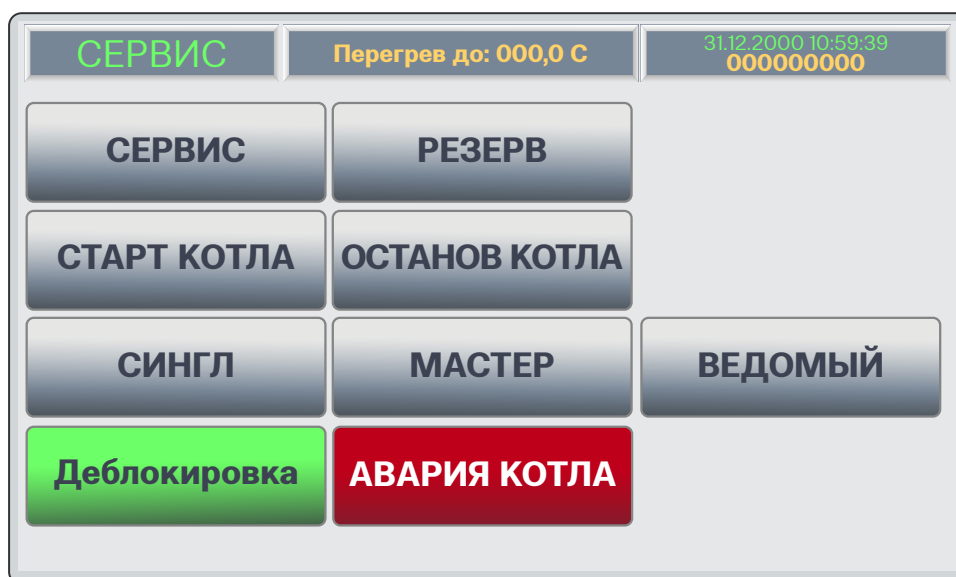 СЕРВИС
Перегрев до: 000,0 C
31.12.2000 10:59:39
000000000
СЕРВИС
РЕЗЕРВ
СТАРТ КОТЛА
ОСТАНОВ КОТЛА
СИНГЛ
МАСТЕР
ВЕДОМЫЙ
Деблокировка
АВАРИЯ КОТЛА